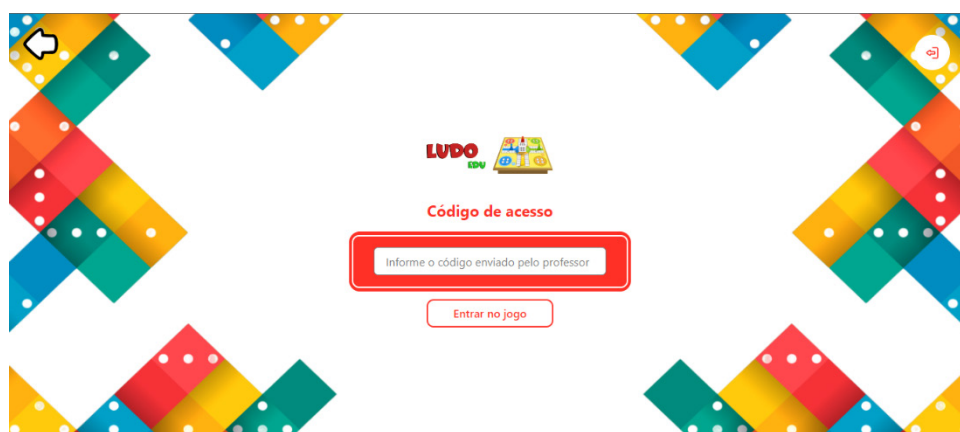 LUDO
EDU
Código de acesso
Informe o código enviado pelo professor
Entrar no jogo